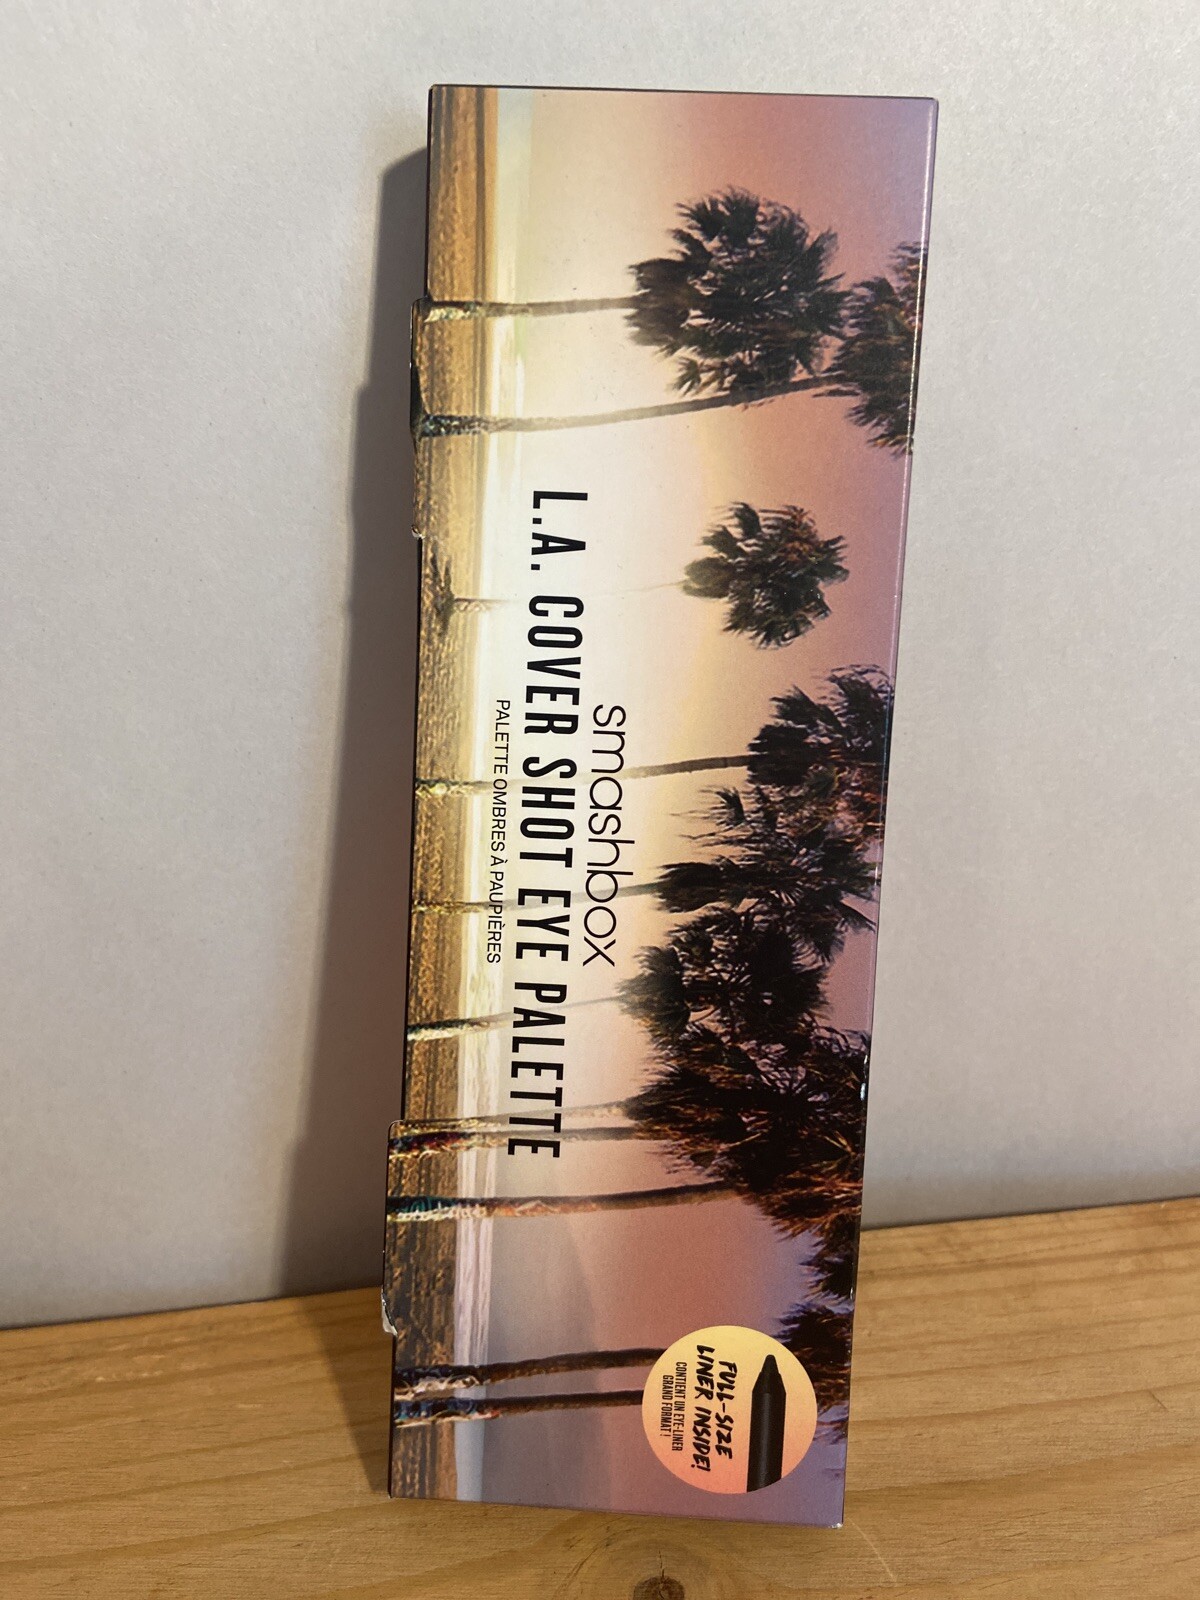 smashbox
L.A. COVER SHOT EYE PALETTE
PALETTE OMBRES À PAUPIÈRES
FULL-SIZE
LINER INSIDE!
CONTIENT UN EYE-LINER
GRAND FORMAT !